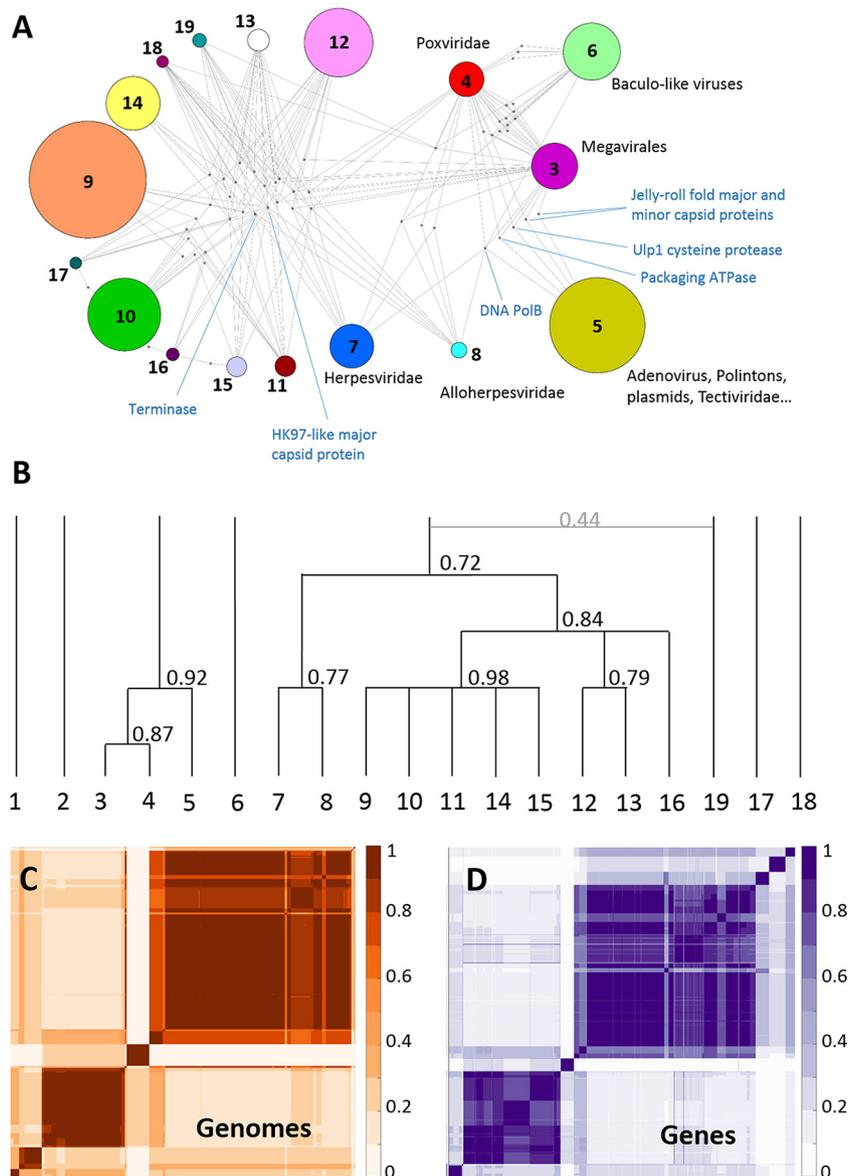 A
19
13
18
12
Poxviridae
6
4
14
Baculo-like viruses
Megavirales
3
9
Jelly-roll fold major and
minor capsid proteins
Ulp1 cysteine protease
17
Packaging ATPase
DNA PolB
10
5
7
8
16
15
11
Herpesviridae
Adenovirus, Polintons,
plasmids, Tectiviridae...
Alloherpesviridae
Terminase
HK97-like major
capsid protein
B
0.44
0.72
0.84
0.92
0.77
0.98
0.79
0.87
1 2 3 4 5 6 7 8 9 10 11 14 15 12 13 16 19 17 18
C
1
0.8
0.6
0.4
0.2
0
Genomes
D
1
0.8
0.6
0.4
0.2
0
Genes